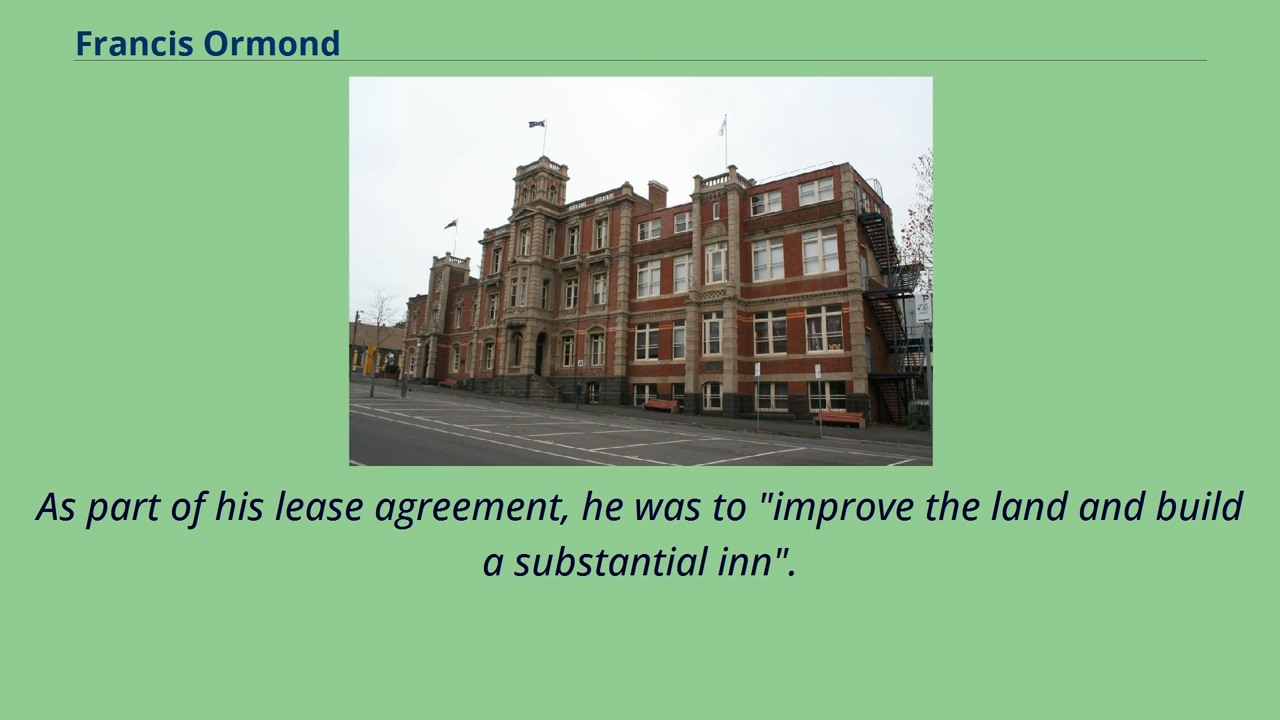 Francis Ormond
As part of his lease agreement, he was to "improve the land and build
a substantial inn".